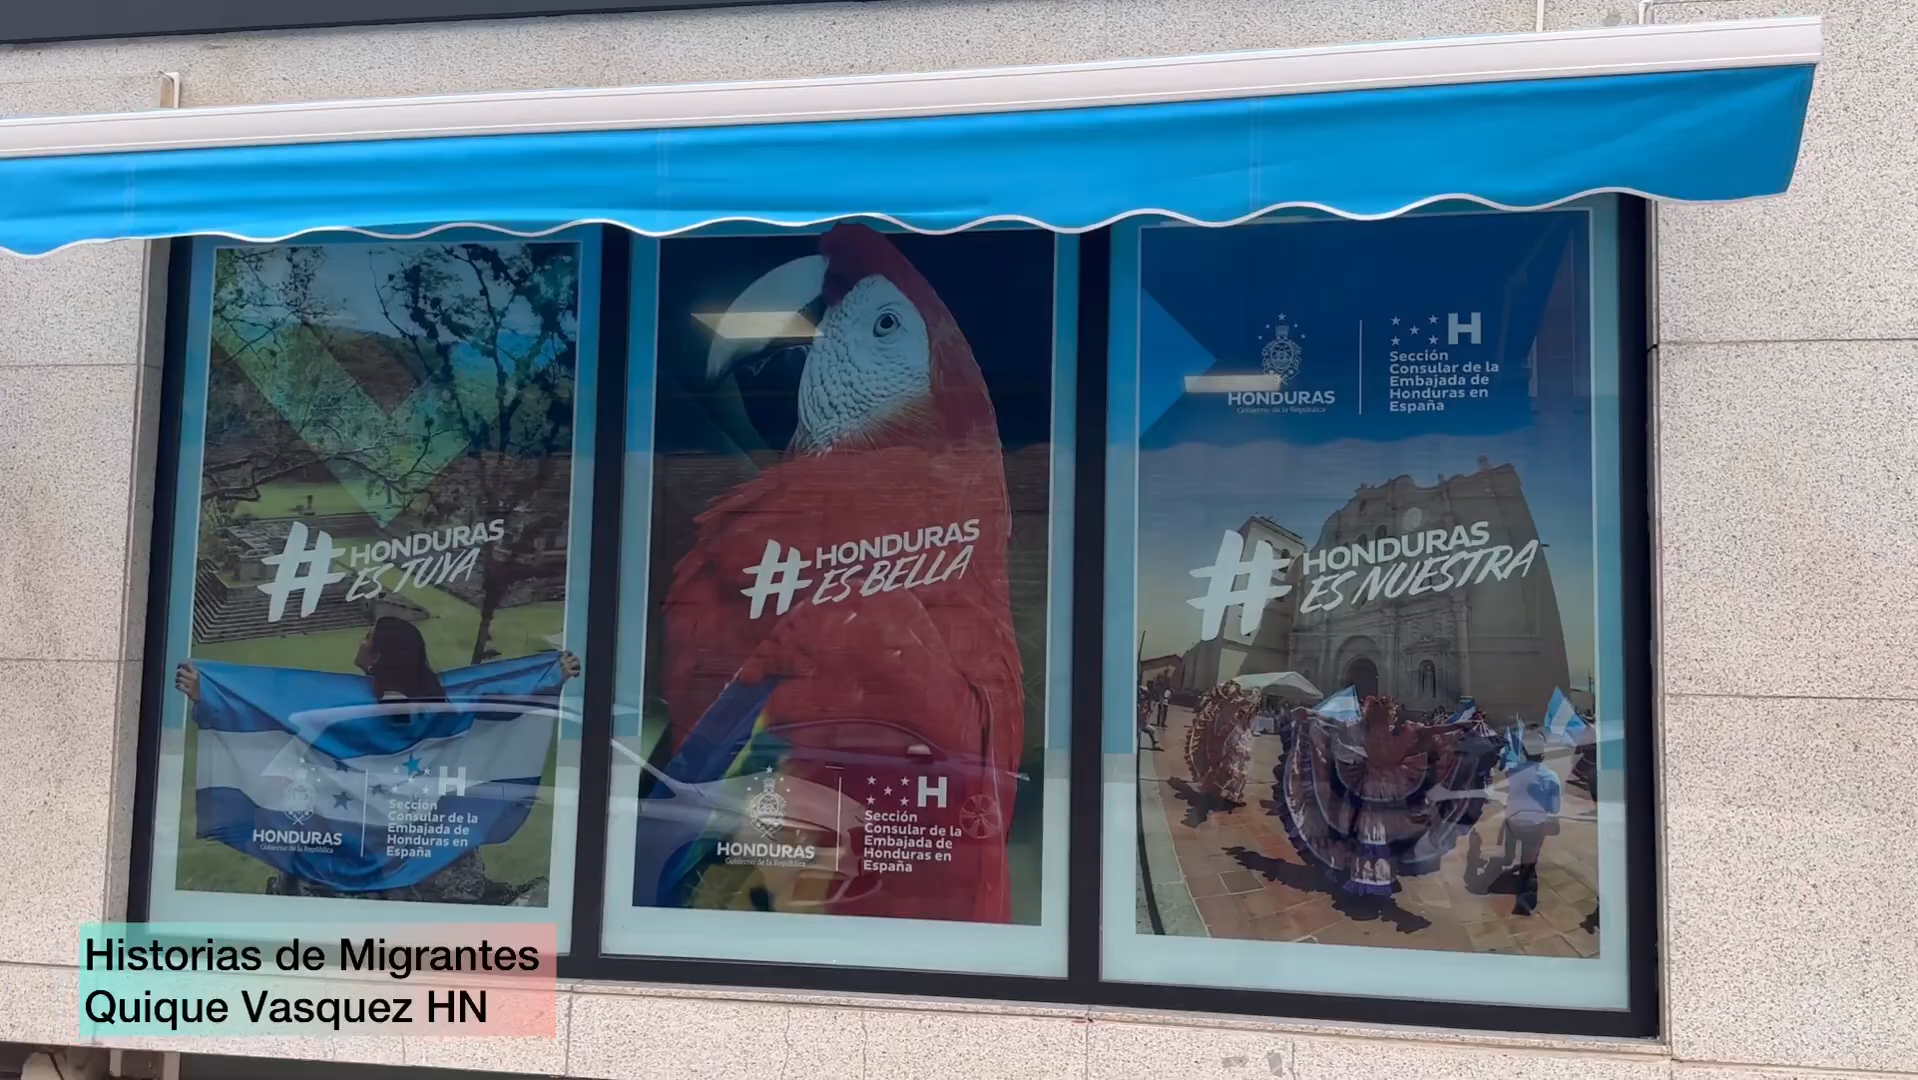 #HONDURAS
ES TUYA
HONDURAS
Gobierno de la República
H
Sección
Consular de la
Embajada de
Honduras en
España
#HONDURAS
ES BELLA
HONDURAS
Gobierno de la República
H
Sección
Consular de la
Embajada de
Honduras en
España
HONDURAS
Gobierno de la República
H
Sección
Consular de la
Embajada de
Honduras en
España
#HONDURAS
ES NUESTRA
Historias de Migrantes
Quique Vasquez HN